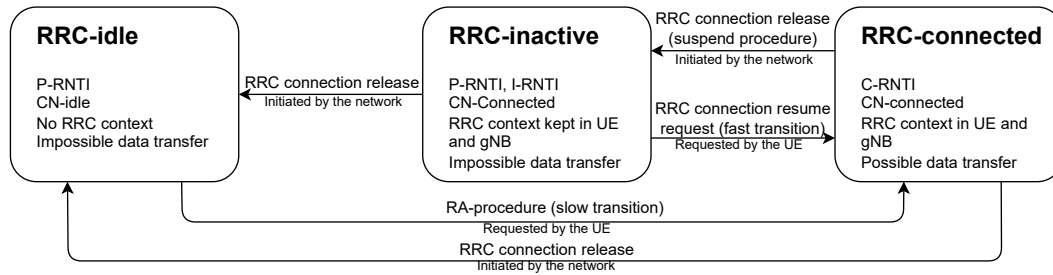 RRC-idle
P-RNTI
CN-idle
No RRC context
Impossible data transfer
RRC connection release
Initiated by the network
RRC-inactive
P-RNTI, I-RNTI
CN-Connected
RRC context kept in UE
and gNB
Impossible data transfer
RRC connection release
(suspend procedure)
Initiated by the network
RRC connection resume
request (fast transition)
Requested by the UE
RRC-connected
C-RNTI
CN-connected
RRC context in UE and
gNB
Possible data transfer
RA-procedure (slow transition)
Requested by the UE
RRC connection release
Initiated by the network